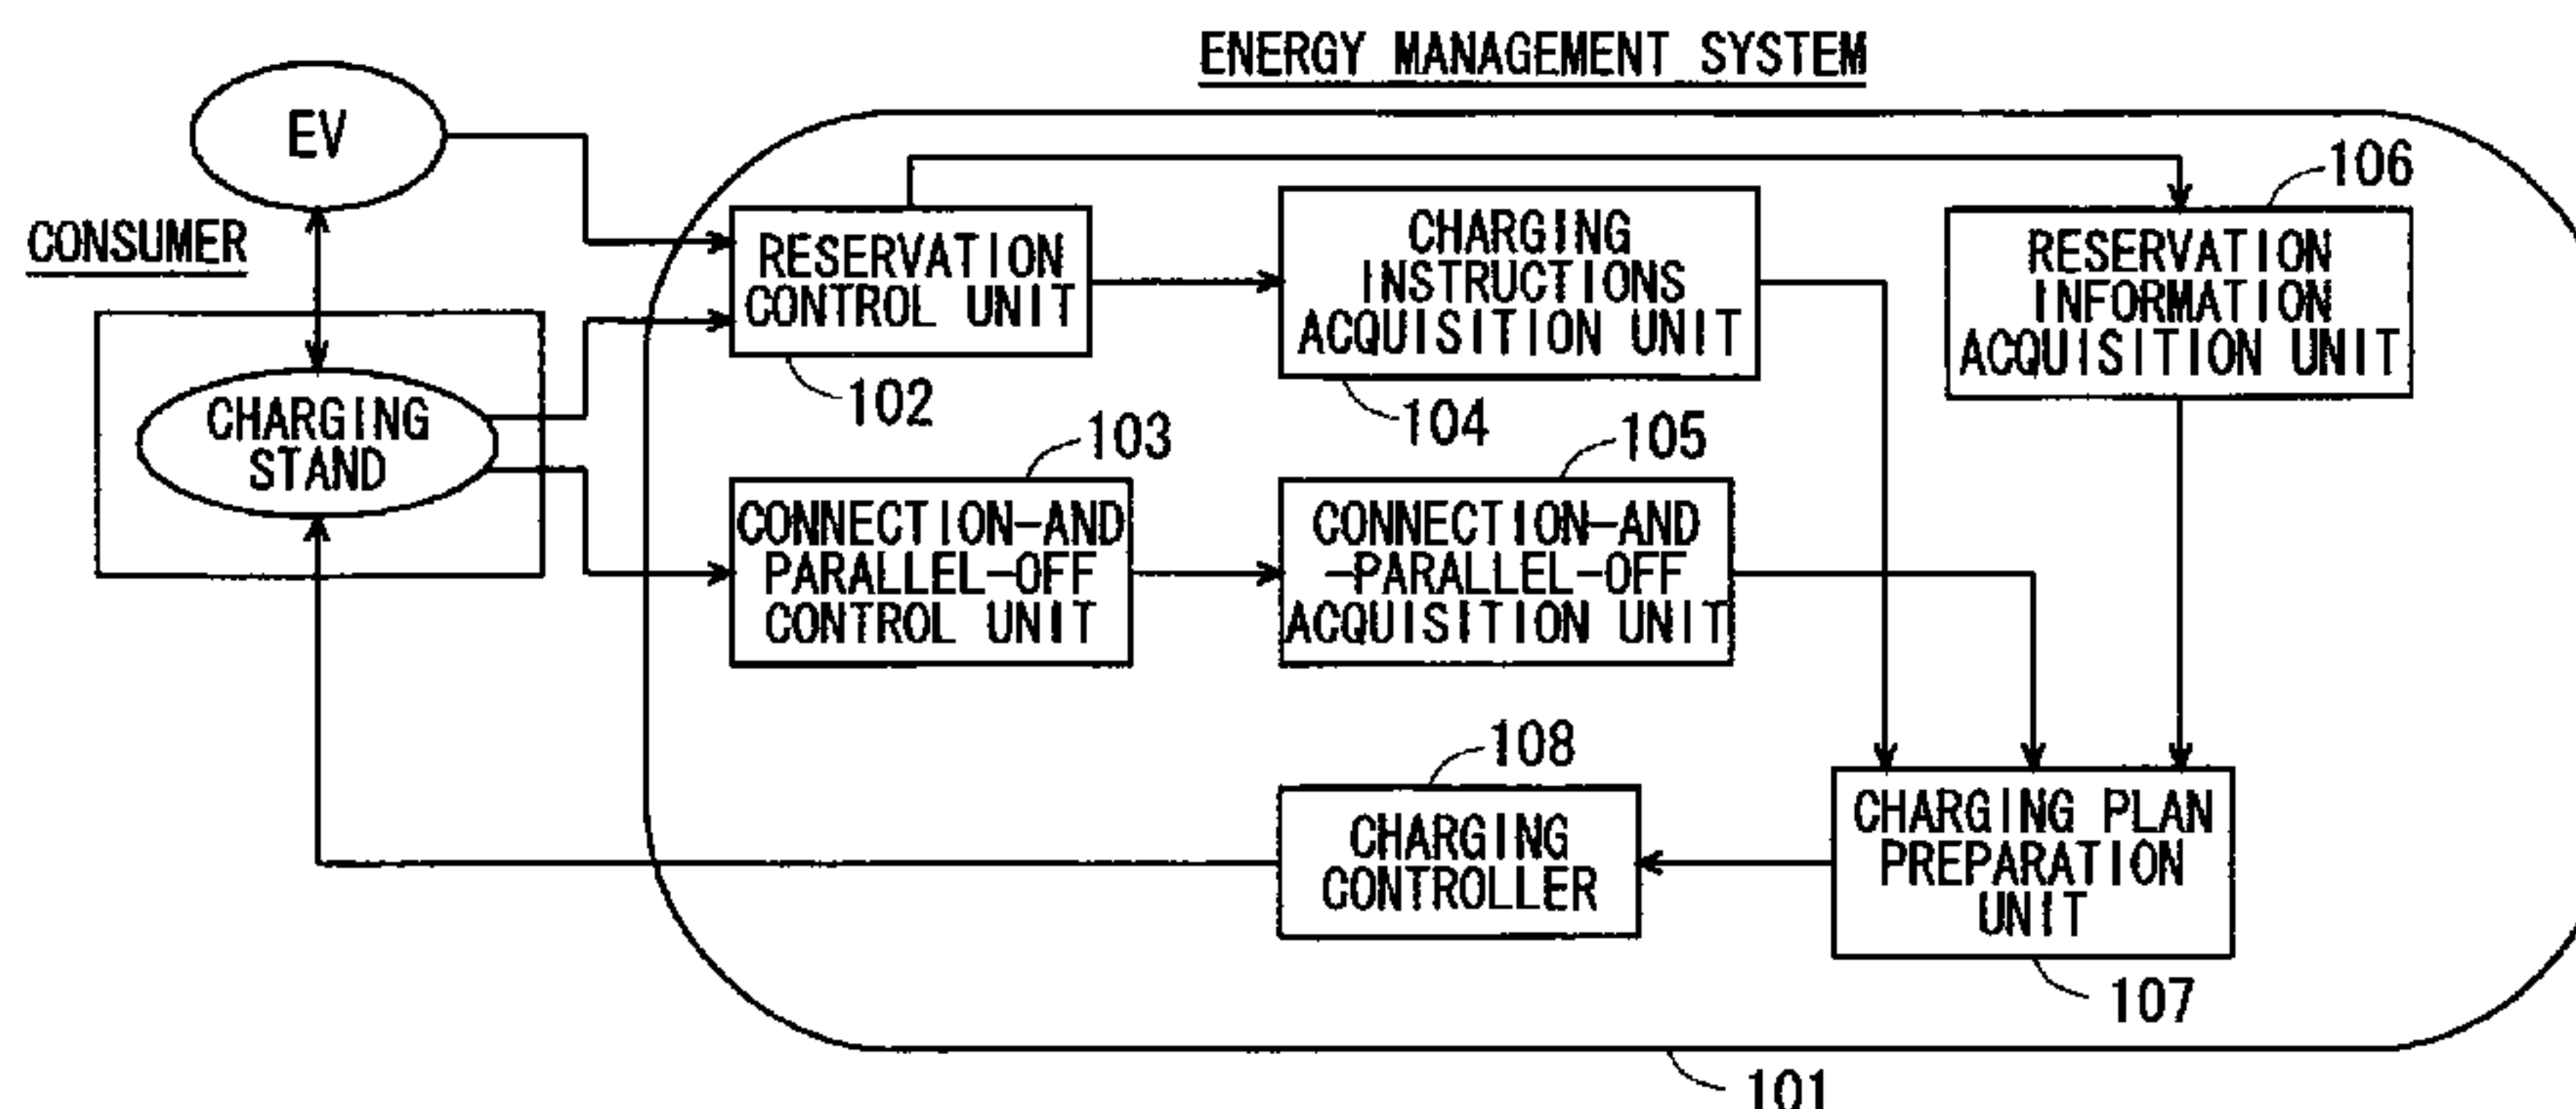 ENERGY MANAGEMENT SYSTEM
EV
CONSUMER
CHARGING
STAND
RESERVATION
CONTROL UNIT
102
CHARGING
INSTRUCTIONS
ACQUISITION UNIT
104
106
RESERVATION
INFORMATION
ACQUISITION UNIT
103
CONNECTION-AND
PARALLEL-OFF
CONTROL UNIT
105
CONNECTION-AND
-PARALLEL-OFF
ACQUISITION UNIT
108
CHARGING
CONTROLLER
CHARGING PLAN
PREPARATION
UNIT
107
101